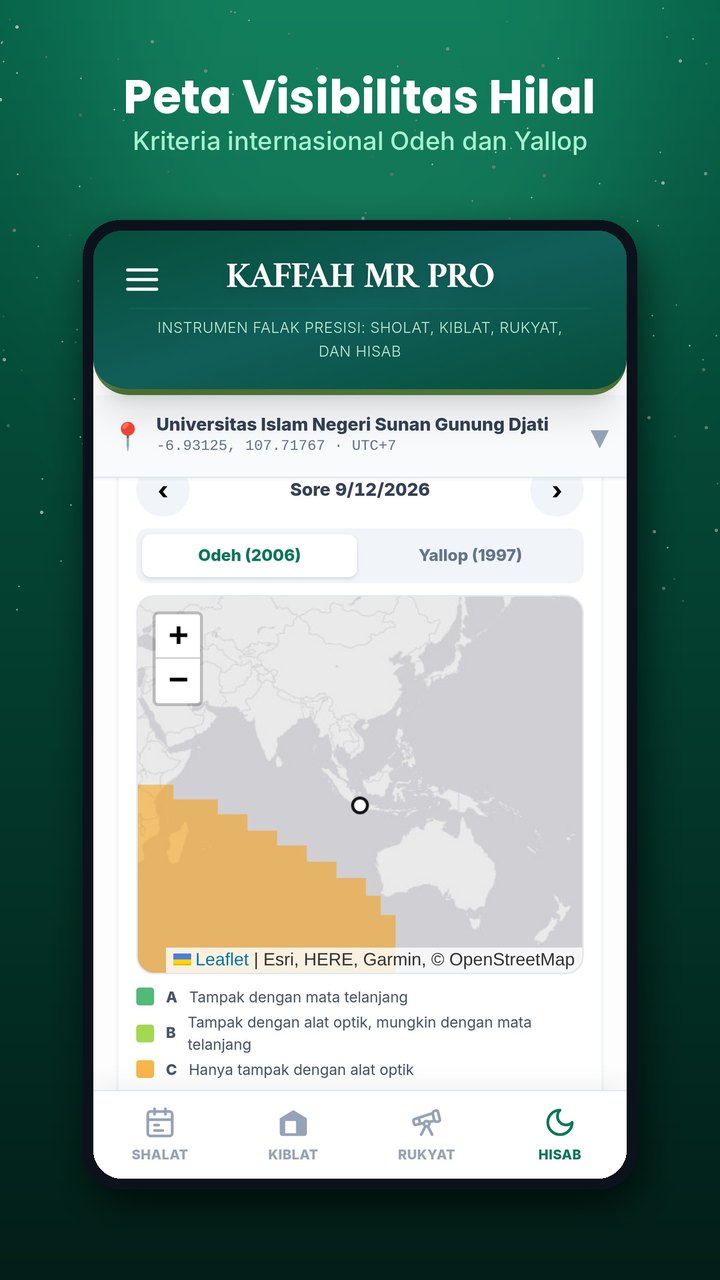 Peta Visibilitas Hilal
Kriteria internasional Odeh dan Yallop
KAFFAH MR PRO
INSTRUMEN FALAK PRESISI: SHOLAT, KIBLAT, RUKYAT,
DAN HISAB
Universitas Islam Negeri Sunan Gunung Djati
-6.93125, 107.71767 · UTC+7
▼
‹ Sore 9/12/2026 ›
Odeh (2006) Yallop (1997)
+
−
Leaflet | Esri, HERE, Garmin, © OpenStreetMap
A Tampak dengan mata telanjang
B Tampak dengan alat optik, mungkin dengan mata
telanjang
C Hanya tampak dengan alat optik
SHALAT KIBLAT RUKYAT HISAB